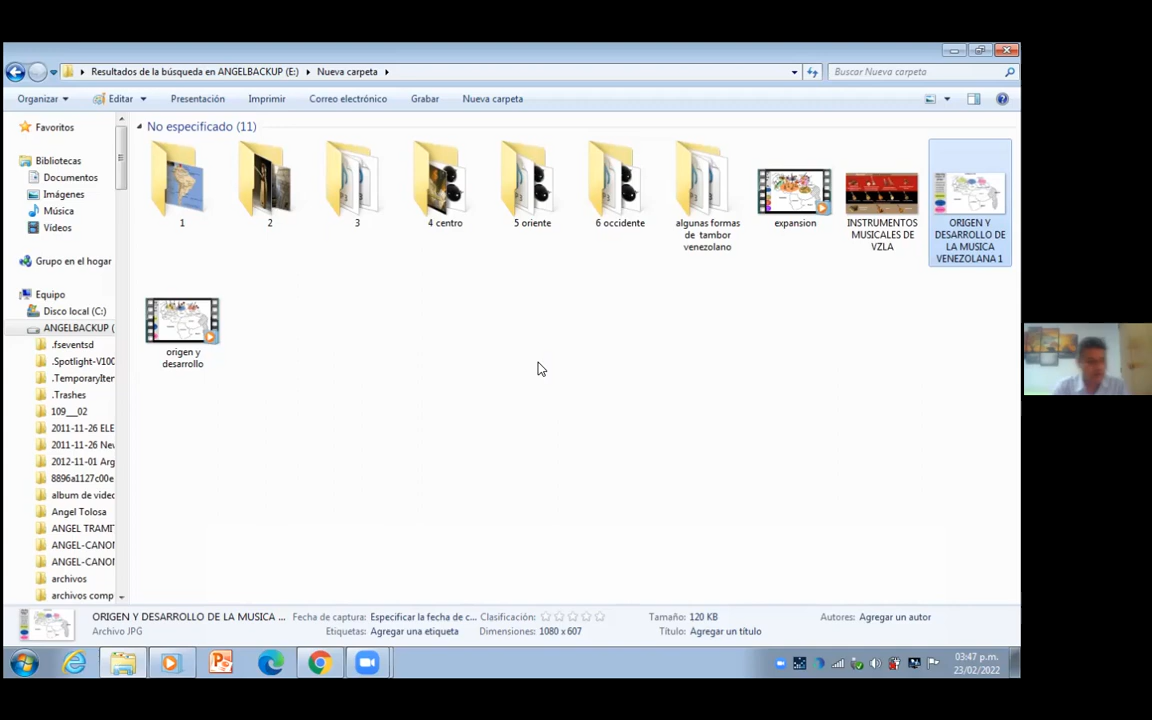 Resultados de la búsqueda en ANGELBACKUP (E:) Nueva carpeta
Buscar Nueva carpeta
Organizar Editar Presentación Imprimir Correo electrónico Grabar Nueva carpeta
Favoritos
Bibliotecas
Documentos
Imágenes
Música
Vídeos
Grupo en el hogar
Equipo
Disco local (C:)
ANGELBACKUP (
.fseventsd
.Spotlight-V100
.TemporaryIten
.Trashes
109___02
2011-11-26 ELE
2011-11-26 Nev
2012-11-01 Arg
8896a1127c00e
album de video
Angel Tolosa
ANGEL TRAMIT
ANGEL-CANON
ANGEL-CANON
archivos
archivos comp
No especificado (11)
1
2
3
4 centro
5 oriente
6 occidente
algunas formas
de tambor
venezolano
expansion
INSTRUMENTOS
MUSICALES DE
VZLA
ORIGEN Y
DESARROLLO DE
LA MUSICA
VENEZOLANA 1
origen y
desarrollo
ORIGEN Y DESARROLLO DE LA MUSICA ...
Archivo JPG
Fecha de captura: Especificar la fecha de c...
Etiquetas: Agregar una etiqueta
Clasificación:
Dimensiones: 1080 x 607
Tamaño: 120 KB
Título: Agregar un título
Autores: Agregar un autor
03:47 p.m.
23/02/2022